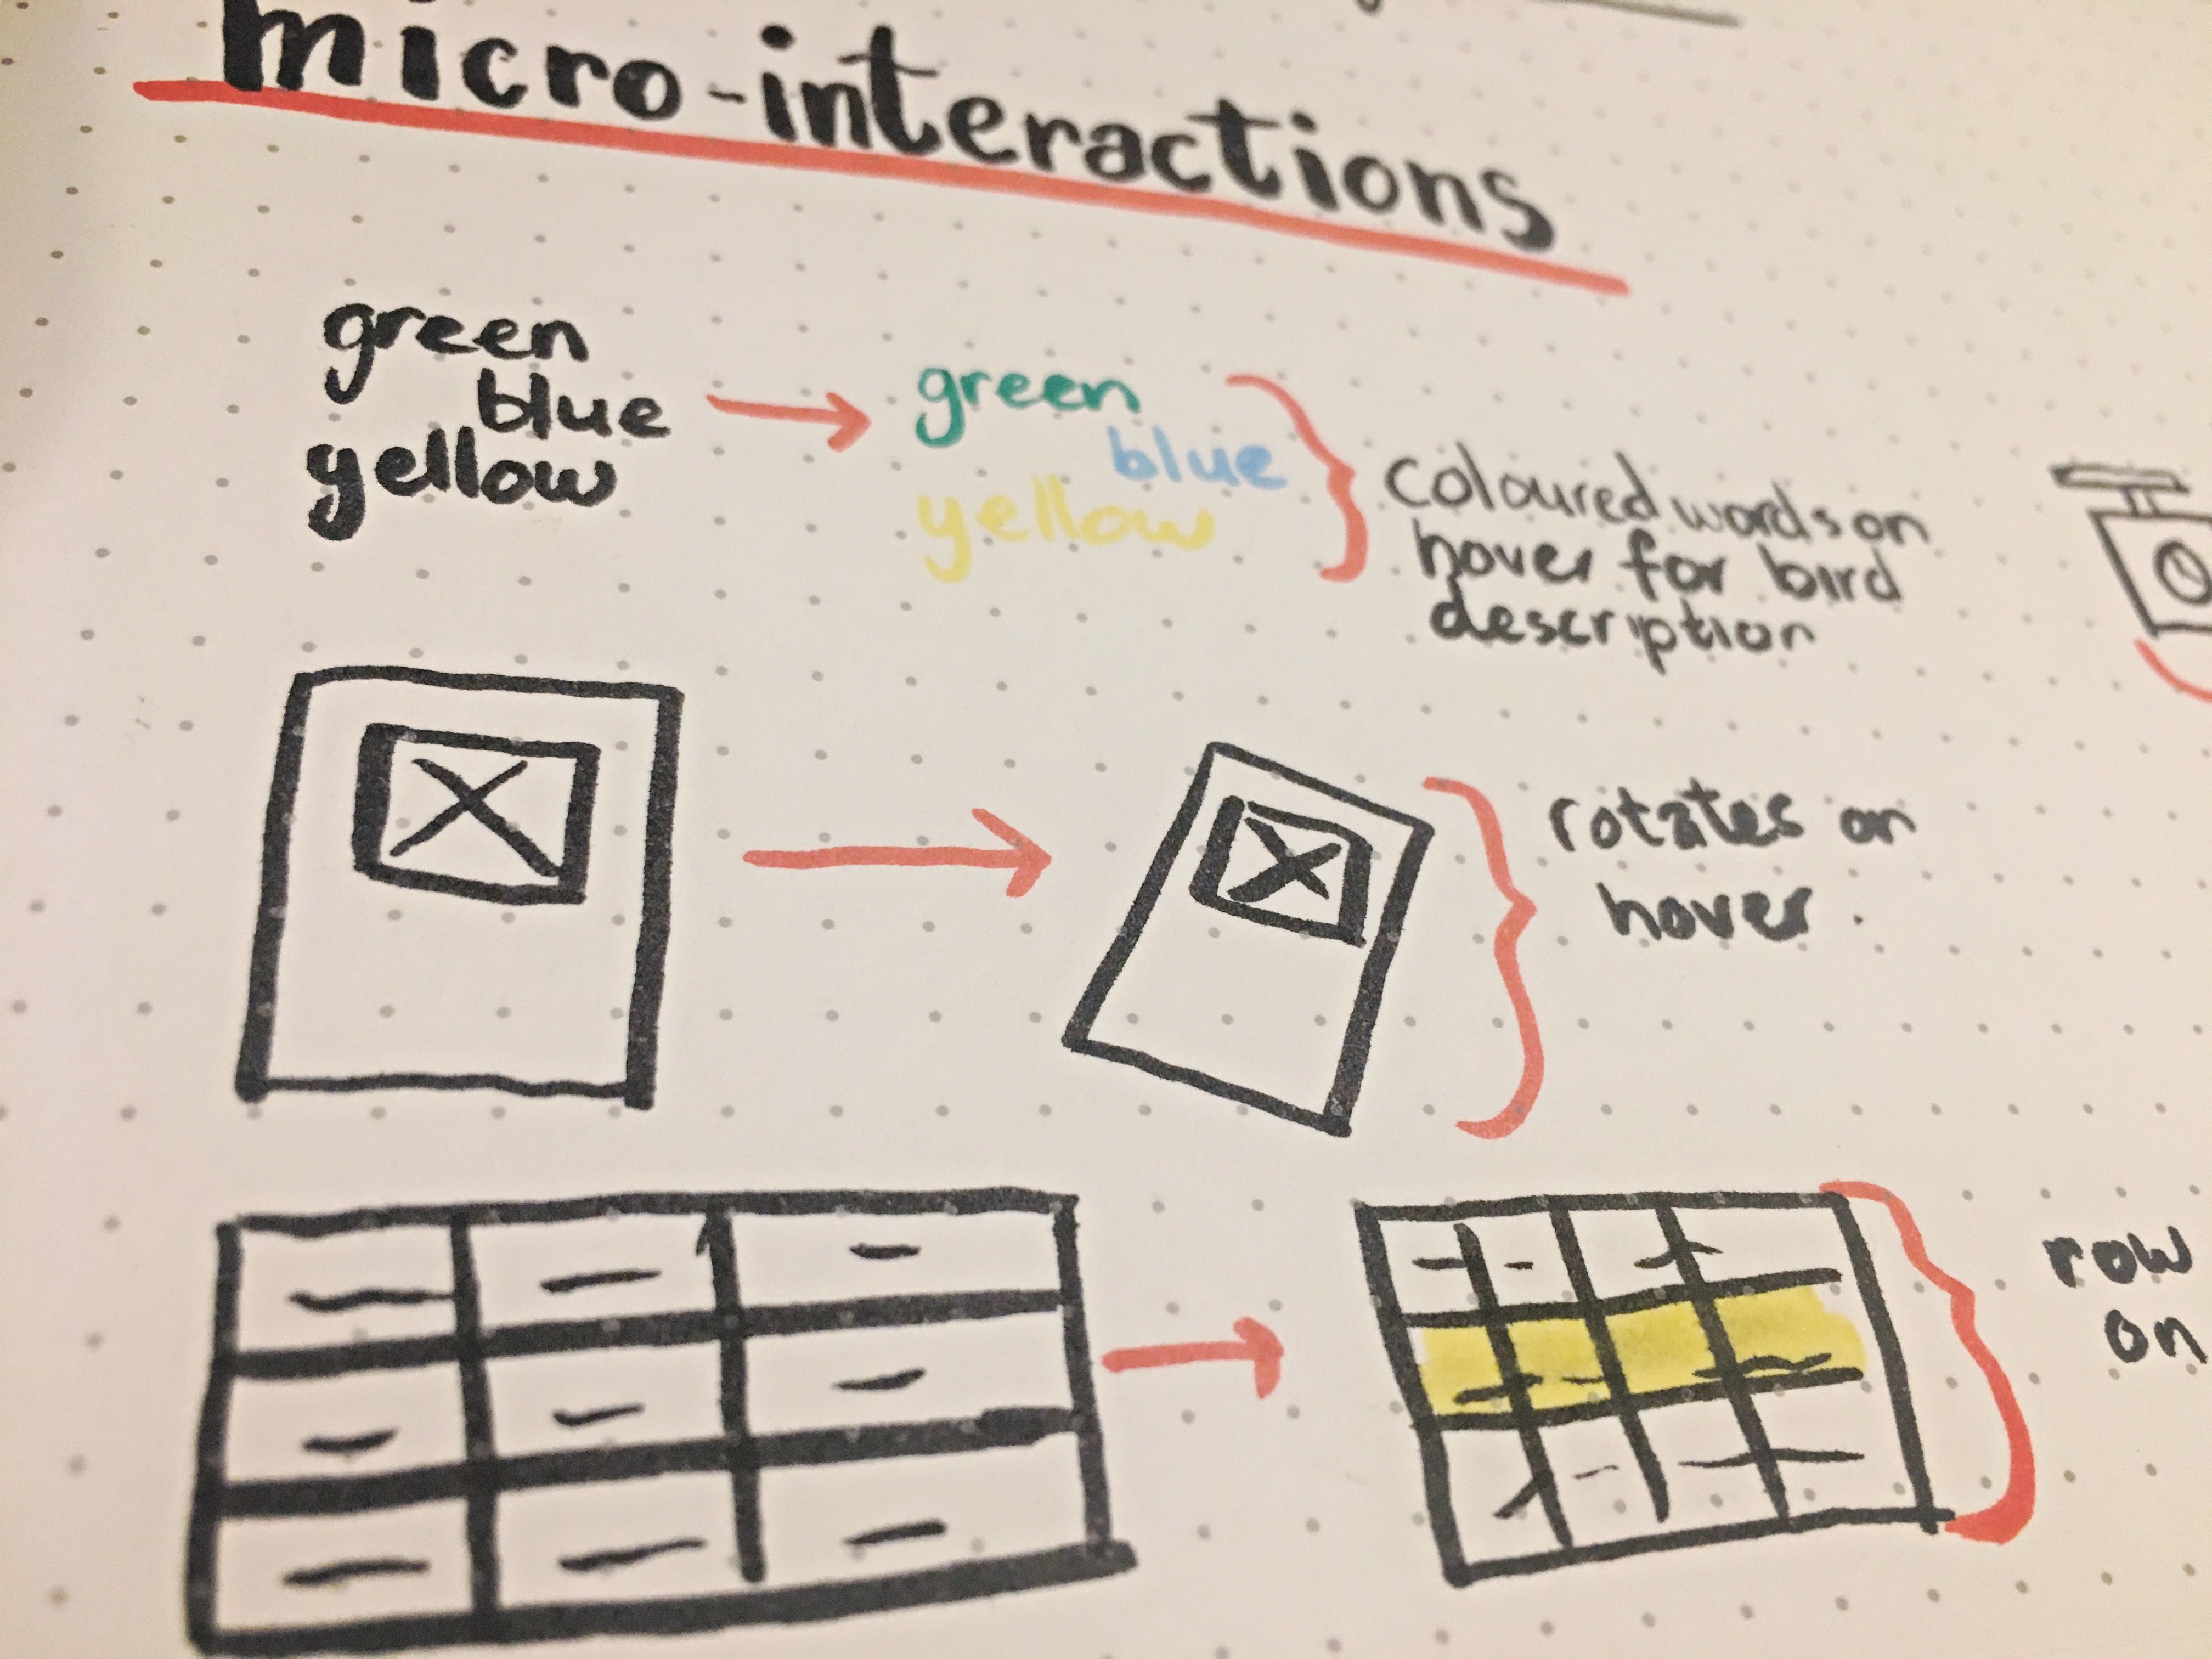 micro-interactions
green
blue
yellow
green
blue
yellow
coloured words on
hover for bird
description
rotates on
hover.
row
on